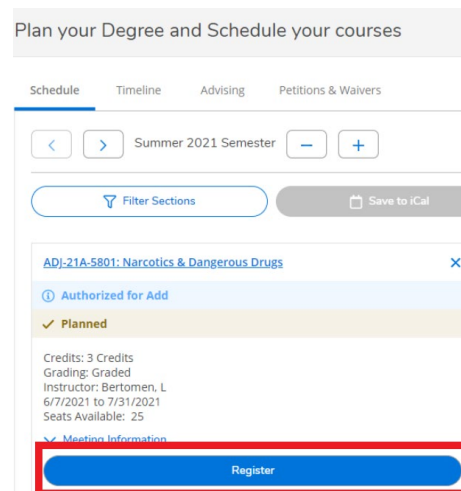 Plan your Degree and Schedule your courses
Schedule Timeline Advising Petitions & Waivers
Summer 2021 Semester
Filter Sections Save to iCal
ADJ-21A-5801: Narcotics & Dangerous Drugs
Authorized for Add
Planned
Credits: 3 Credits
Grading: Graded
Instructor: Bertomen, L
6/7/2021 to 7/31/2021
Seats Available: 25
Meeting Information
Register